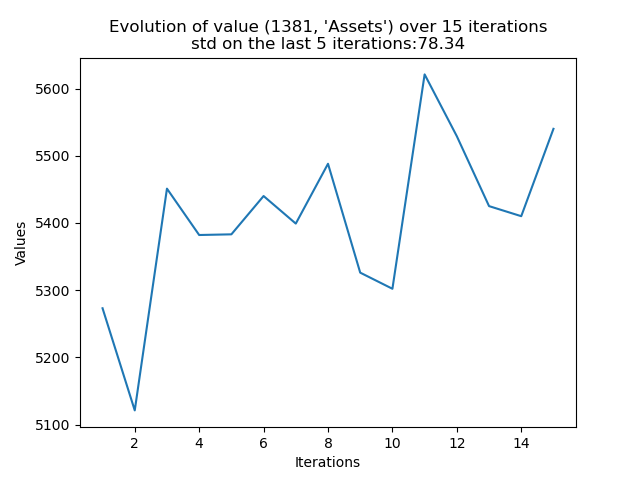 Evolution of value (1381, 'Assets') over 15 iterations
std on the last 5 iterations:78.34
5600
5500
5400
5300
5200
5100
Values
2 4 6 8 10 12 14
Iterations